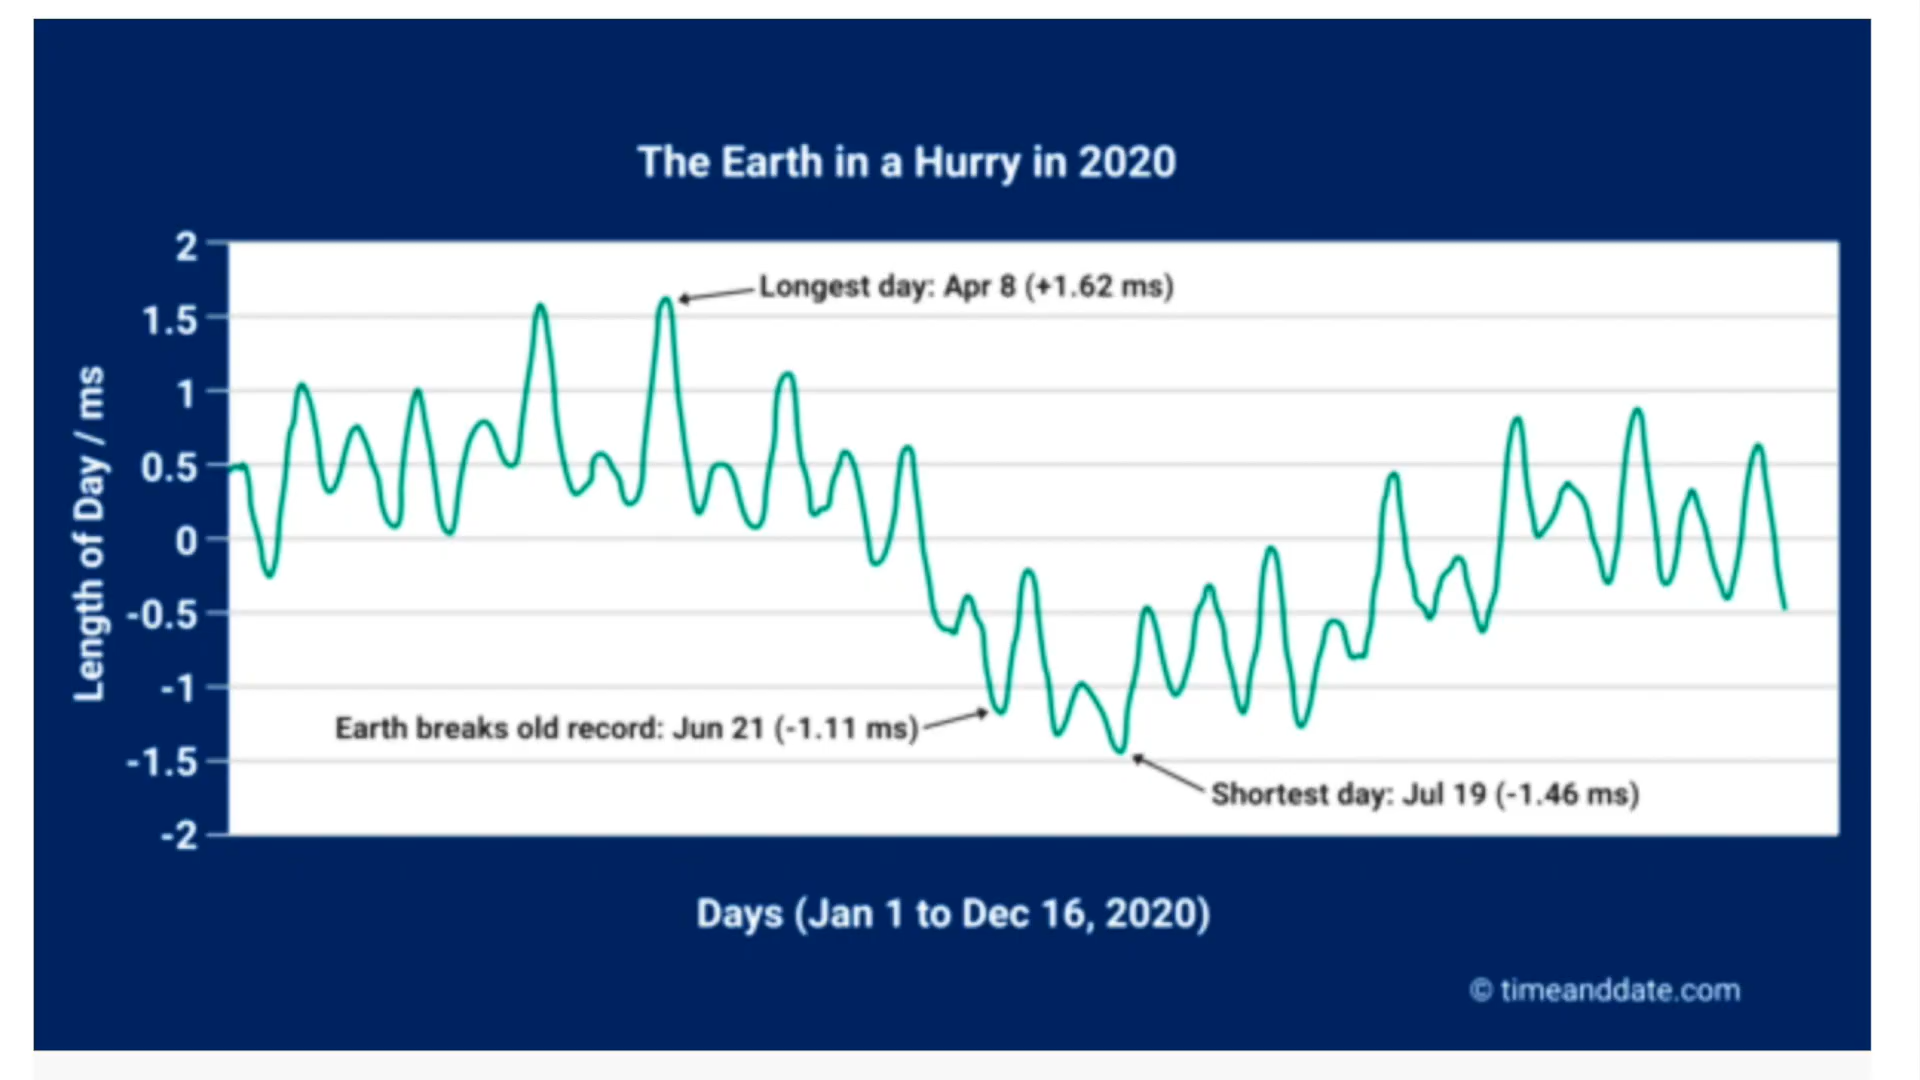 The Earth in a Hurry in 2020
2
1.5
1
0.5
0
-0.5
-1
-1.5
-2
Length of Day / ms
Longest day: Apr 8 (+1.62 ms)
Earth breaks old record: Jun 21 (-1.11 ms)
Shortest day: Jul 19 (-1.46 ms)
Days (Jan 1 to Dec 16, 2020)
© timeanddate.com